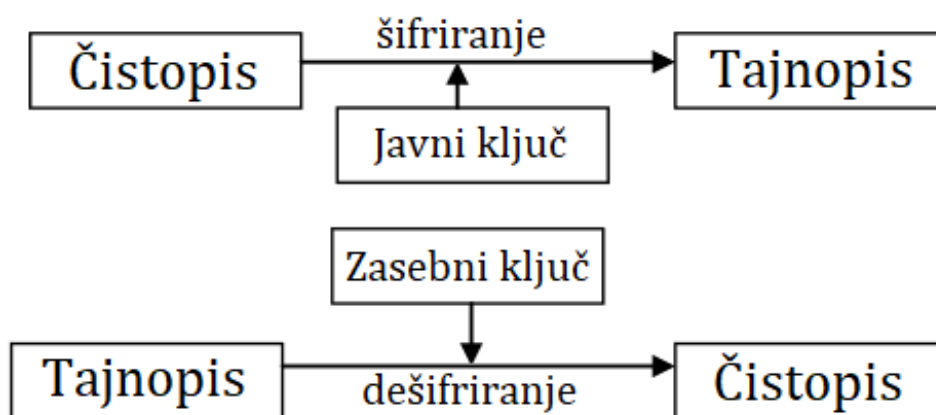 šifriranje
Čistopis
Tajnopis
Javni ključ
Zasebni ključ
Tajnopis
dešifriranje
Čistopis